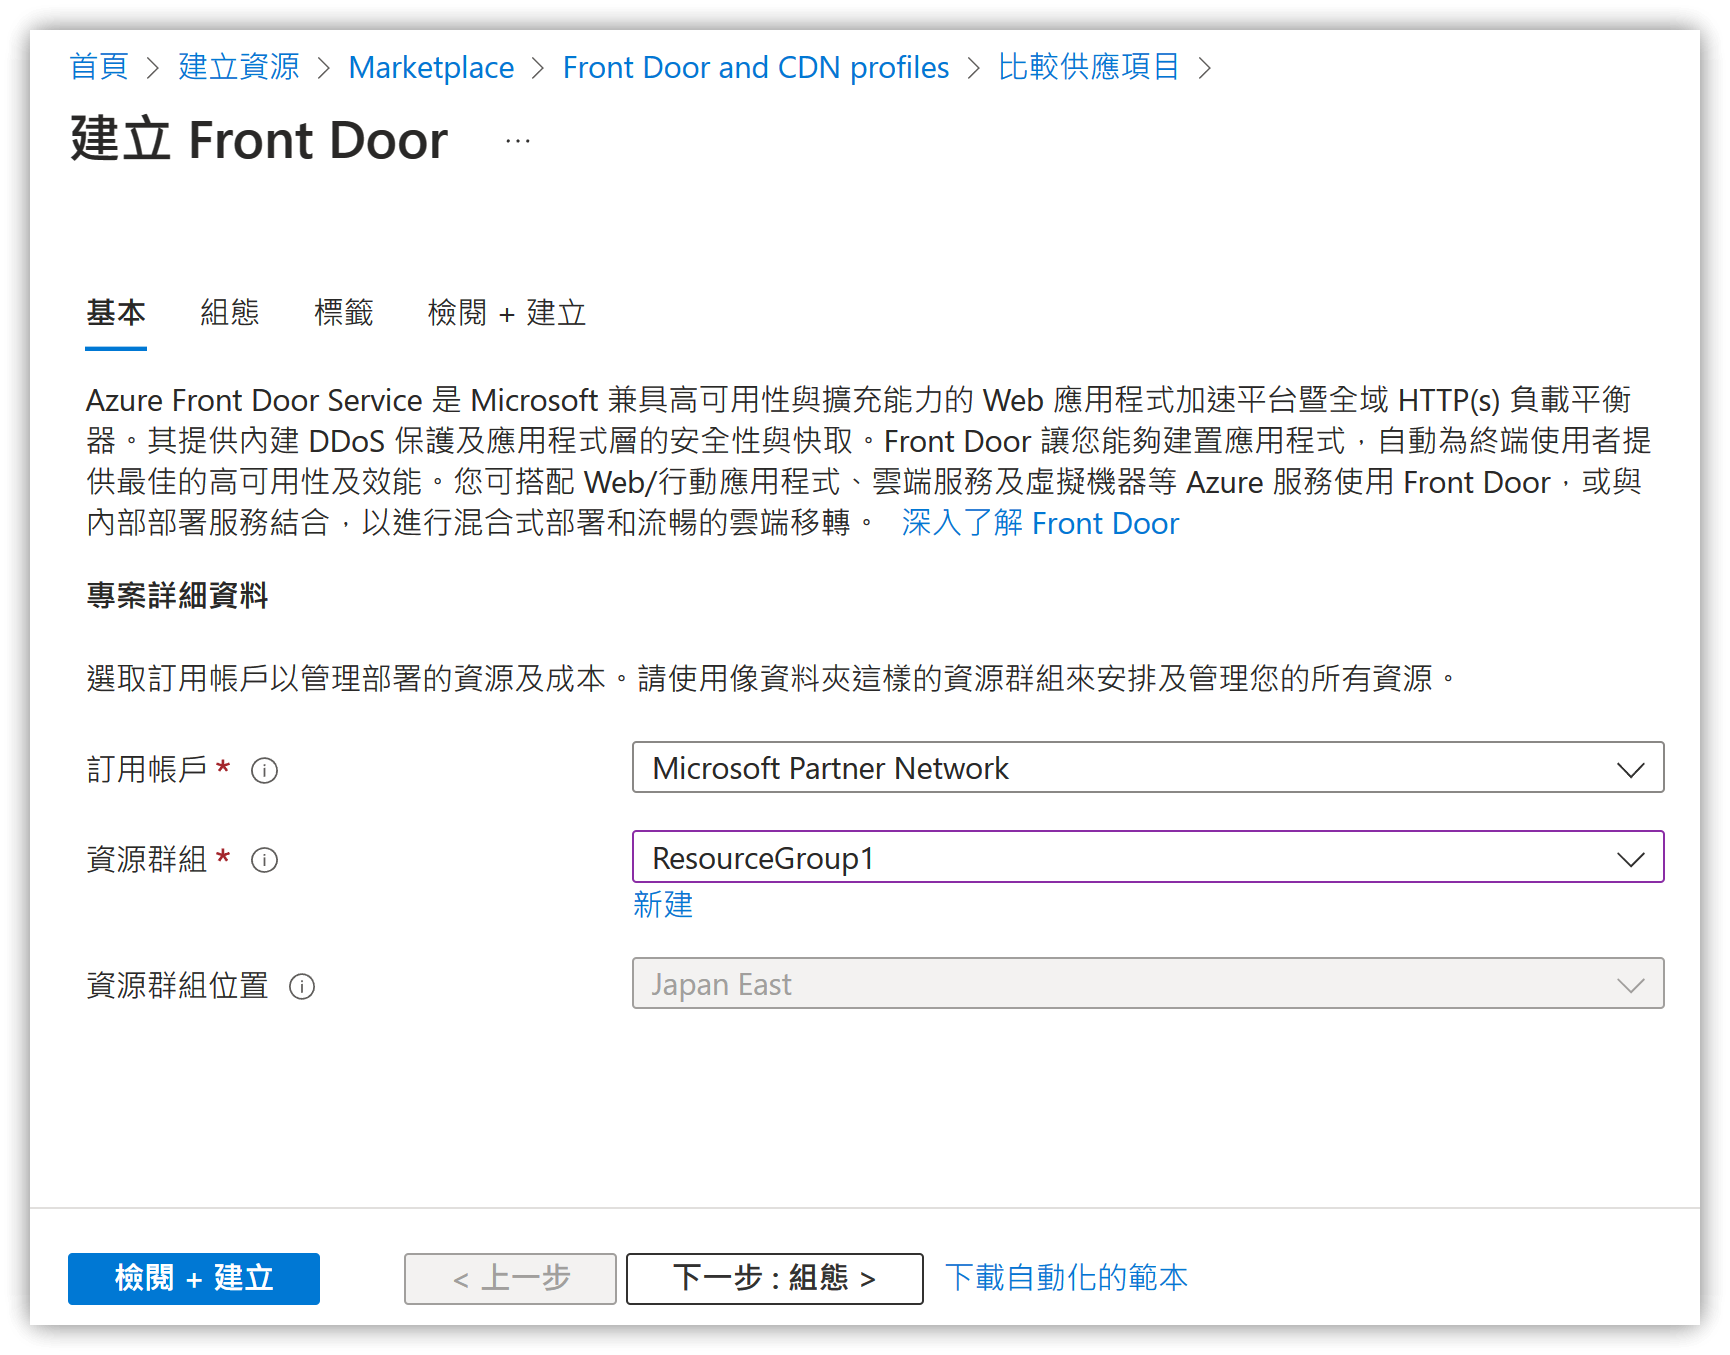 首頁 > 建立資源 > Marketplace > Front Door and CDN profiles > 比較供應項目 >
建立 Front Door ...
基本 組態 標籤 檢閱 + 建立
Azure Front Door Service 是 Microsoft 兼具高可用性與擴充能力的 Web 應用程式加速平台暨全域 HTTP(s) 負載平衡
器。其提供內建 DDoS 保護及應用程式層的安全性與快取。Front Door 讓您能夠建置應用程式，自動為終端使用者提
供最佳的高可用性及效能。您可搭配 Web/行動應用程式、雲端服務及虛擬機器等 Azure 服務使用 Front Door，或與
內部部署服務結合，以進行混合式部署和流暢的雲端移轉。 深入了解 Front Door
專案詳細資料
選取訂用帳戶以管理部署的資源及成本。請使用像資料夾這樣的資源群組來安排及管理您的所有資源。
訂用帳戶 * Microsoft Partner Network
資源群組 * ResourceGroup1
新建
資源群組位置 Japan East
檢閱 + 建立 < 上一步 下一步 : 組態 > 下載自動化的範本